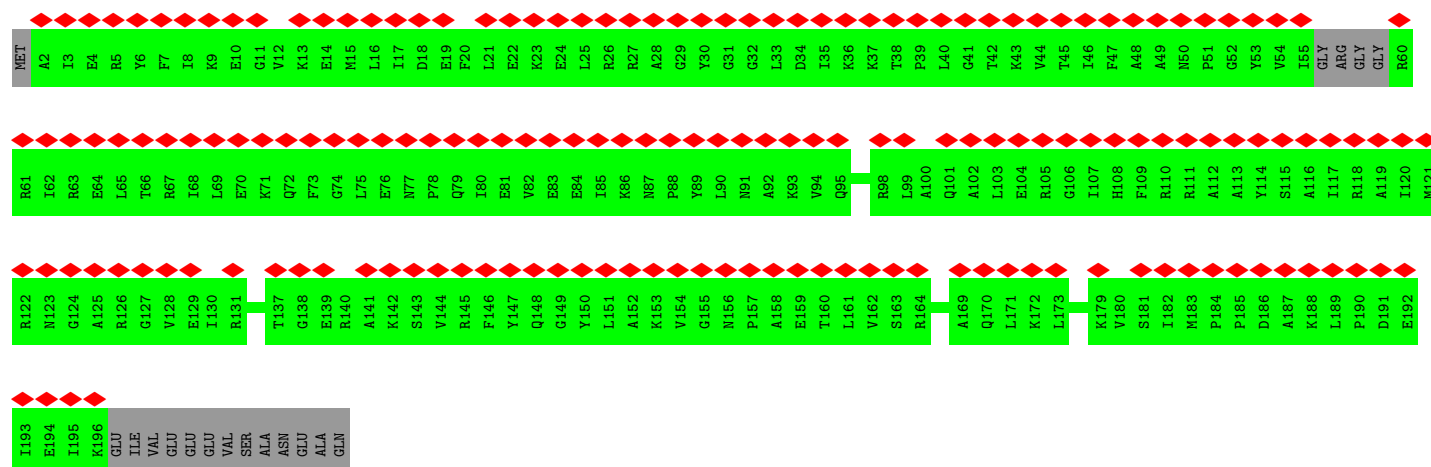 MET A2 I3 E4 R5 Y6 F7 I8 K9 E10 G11 V12 K13 E14 M15 L16 I17 D18 E19 F20 L21 E22 K23 E24 L25 R26 R27 A28 G29 Y30 G31 G32 L33 D34 I35 K36 K37 T38 P39 L40 G41 T42 K43 V44 T45 I46 F47 A48 A49 N50 P51 G52 Y53 V54 I55 GLY ARG GLY GLY R60
R61 I62 R63 E64 L65 T66 R67 I68 L69 E70 K71 Q72 F73 G74 L75 E76 N77 P78 Q79 I80 E81 V82 E83 E84 I85 K86 N87 P88 Y89 L90 N91 A92 K93 V94 Q95 R98 L99 A100 Q101 A102 L103 E104 R105 G106 I107 H108 F109 R110 R111 A112 A113 Y114 S115 A116 I117 R118 A119 I120 M121
R122 N123 G124 A125 R126 G127 V128 E129 I130 R131 T137 G138 E139 R140 A141 K142 S143 V144 R145 F146 Y147 Q148 G149 Y150 L151 A152 K153 V154 G155 N156 P157 A158 E159 T160 L161 V162 S163 R164 A169 Q170 L171 K172 L173 K179 V180 S181 I182 M183 P184 P185 D186 A187 K188 L189 P190 D191 E192
I193 E194 I195 K196 GLU ILE VAL GLU GLU GLU VAL SER ALA ASN GLU ALA GLN